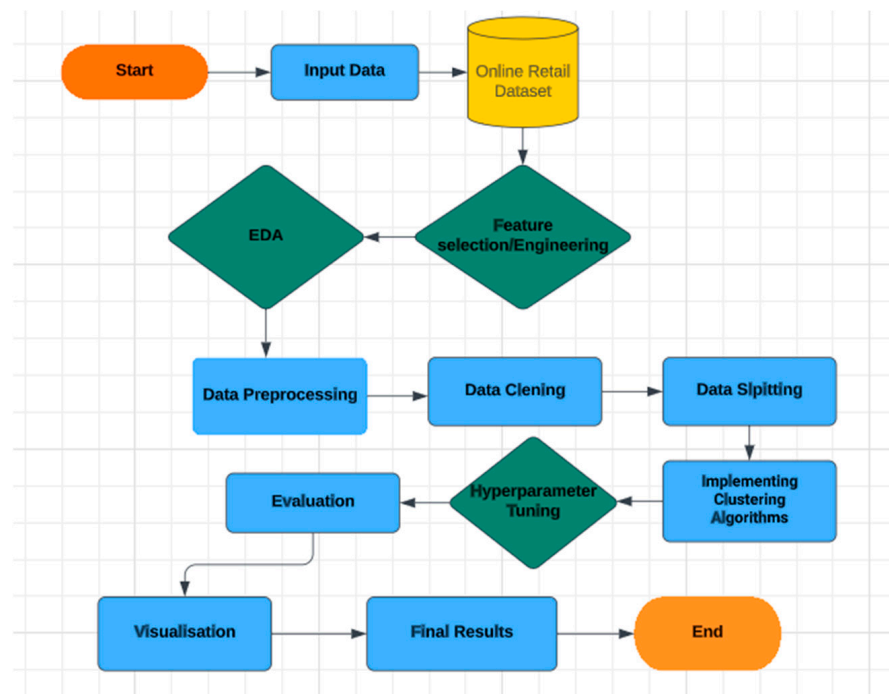 Start
Input Data
Online Retail
Dataset
Feature
selection/Engineering
EDA
Data Preprocessing
Data Clening
Data Slpitting
Implementing
Clustering
Algorithms
Hyperparameter
Tuning
Evaluation
Visualisation
Final Results
End